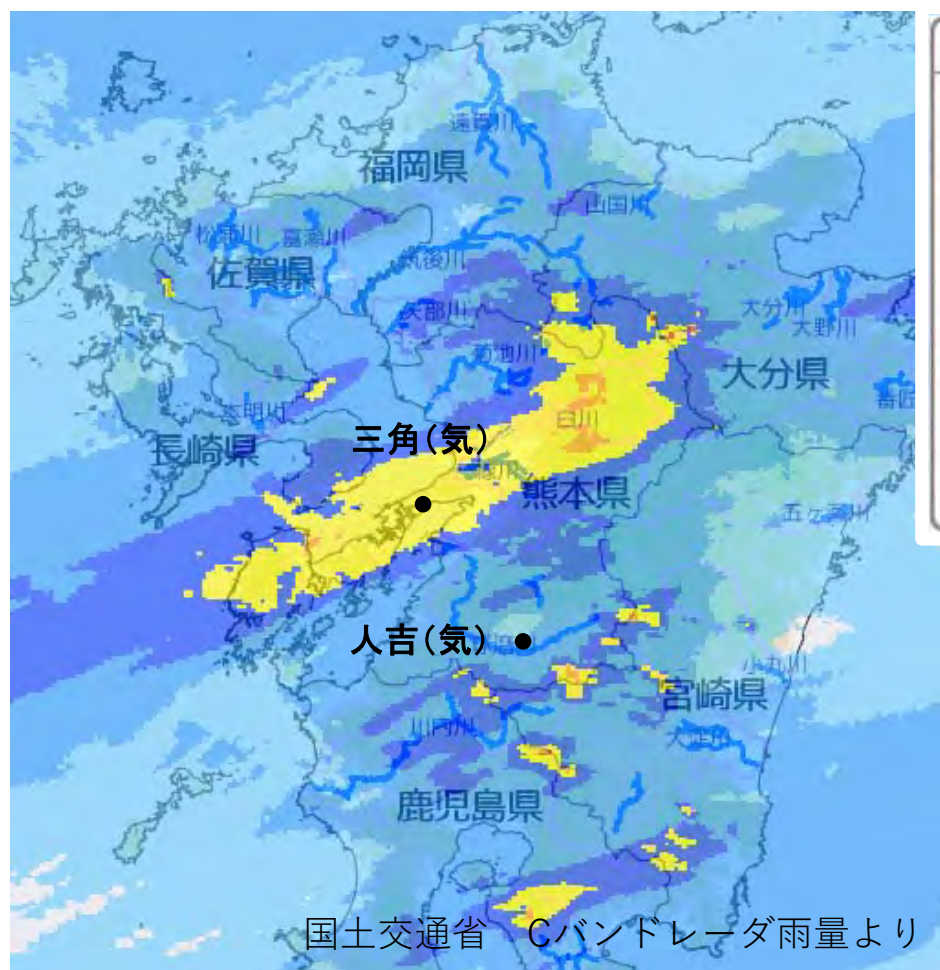 遠賀川
福岡県
山国川
松浦川
嘉瀬川
筑後川
佐賀県
矢部川
大分川
大野川
菊池川
大分県
番匠
本明川
白川
三角(気)
長崎県
緑川
熊本県
五ヶ瀬川
人吉(気)
小丸川
宮崎県
川内川
大淀川
鹿児島県
国土交通省 Cバンドレーダ雨量より